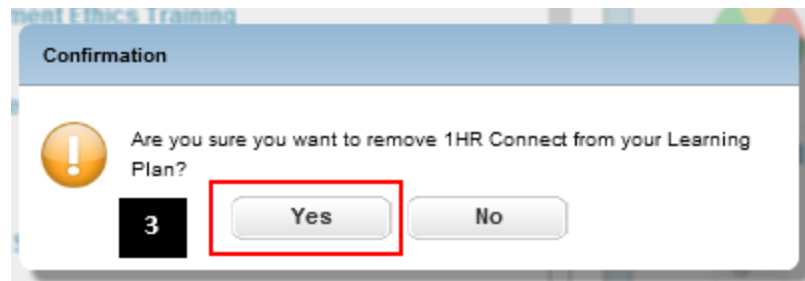 ment Ethics Training
Confirmation
Are you sure you want to remove 1HR Connect from your Learning
Plan?
3
Yes
No